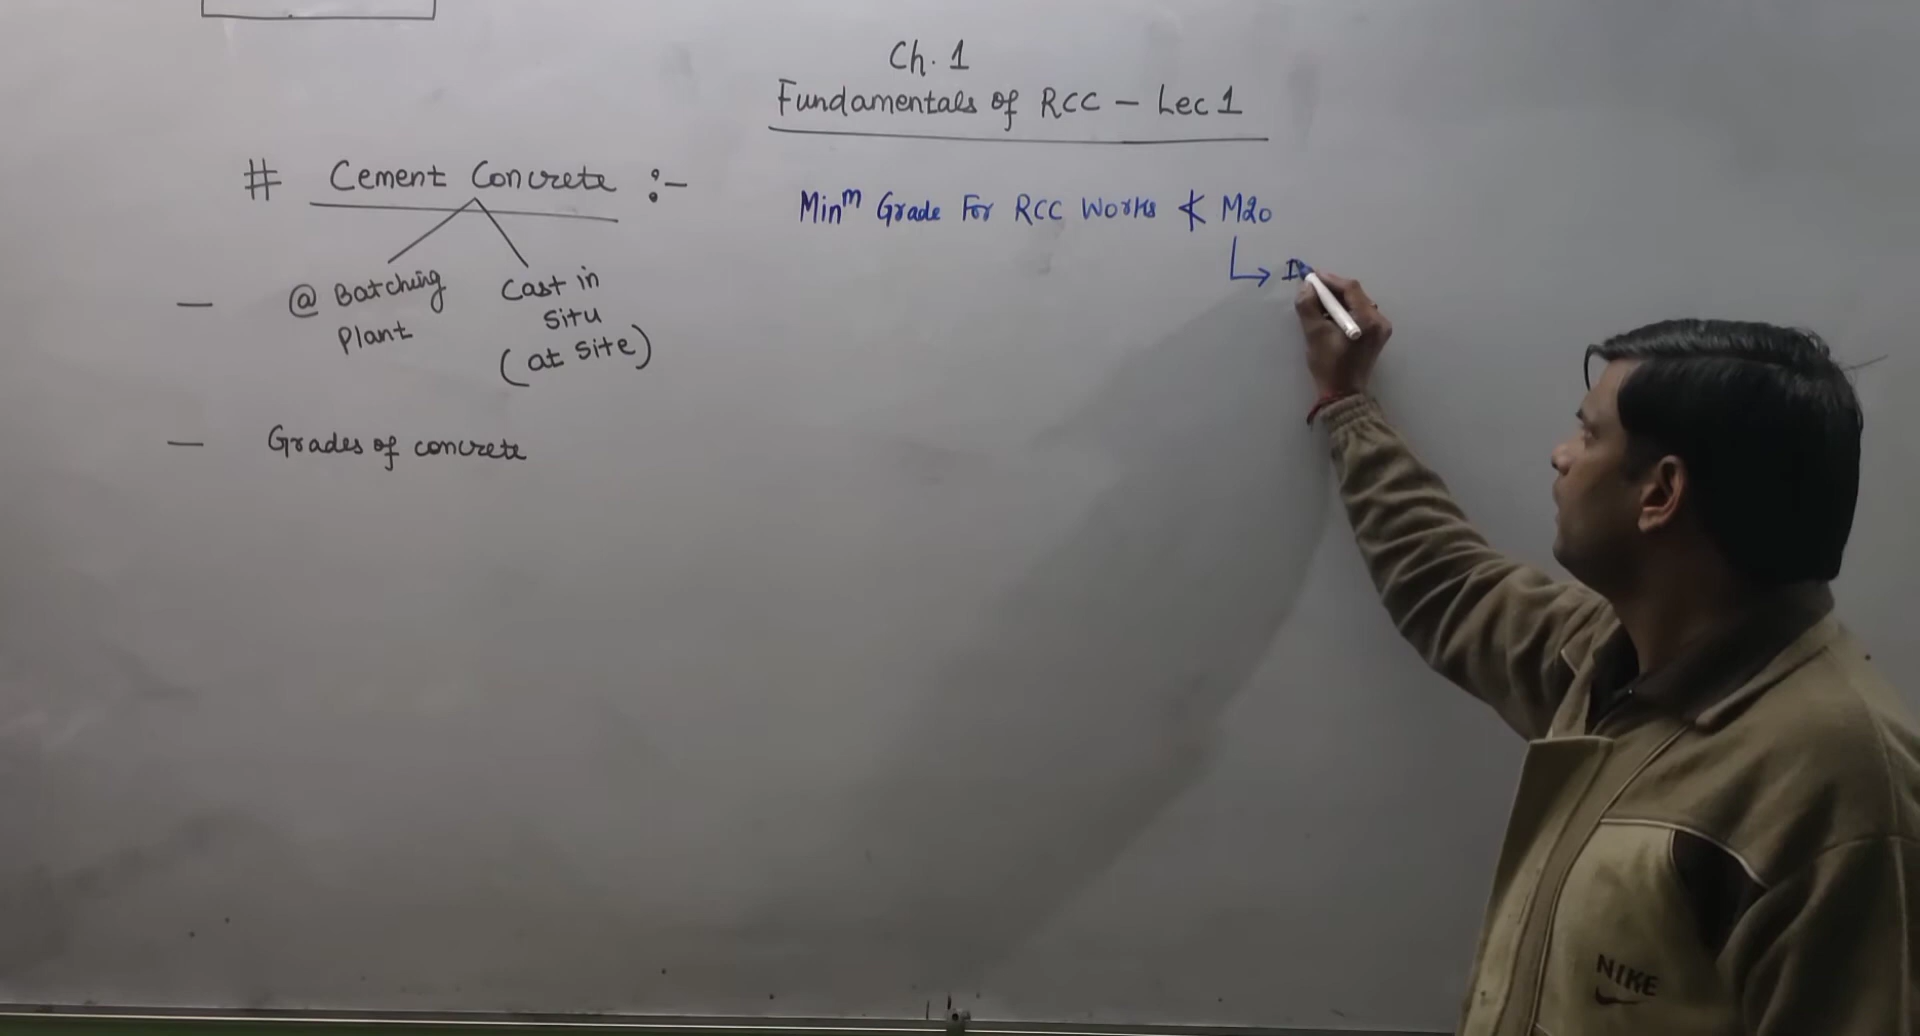 Ch. 1
Fundamentals of RCC - Lec 1
# Cement Concrete :-
Min^m Grade For RCC Works ≮ M20
— @ Batching Plant
Cast in
situ
(at site)
— Grades of concrete
NIKE